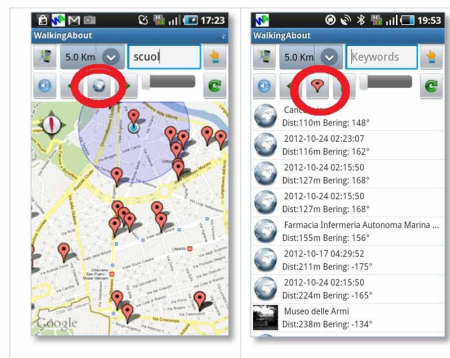 17:23
WalkingAbout
5.0 Km
scuol
Google
19:53
WalkingAbout
5.0 Km
Keywords
Dist:110m Bering: 148°
2012-10-24 02:23:07
Dist:116m Bering: 162°
2012-10-24 02:15:50
Dist:127m Bering: 168°
2012-10-24 02:15:50
Dist:127m Bering: 168°
Farmacia Infermeria Autonoma Marina ...
Dist:155m Bering: 156°
2012-10-17 04:29:52
Dist:211m Bering: -175°
2012-10-24 02:15:50
Dist:224m Bering: -165°
Museo delle Armi
Dist:238m Bering: -134°